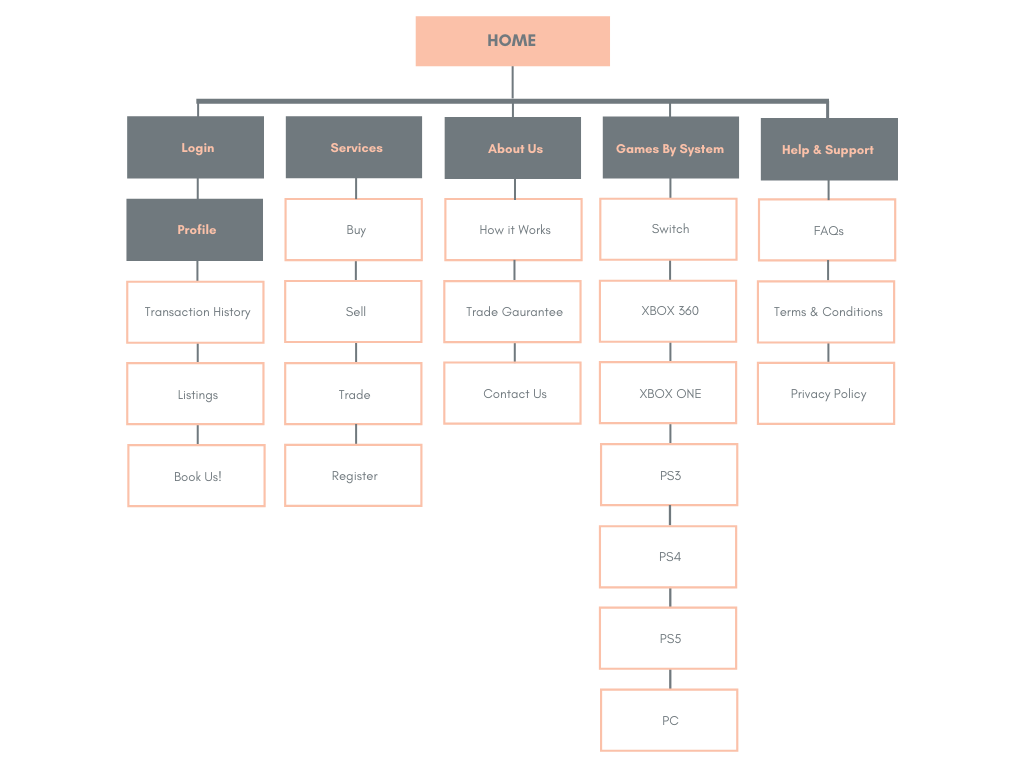 HOME
Login
Services
About Us
Games By System
Help & Support
Profile
Buy
How it Works
Switch
FAQs
Transaction History
Sell
Trade Gaurantee
XBOX 360
Terms & Conditions
Listings
Trade
Contact Us
XBOX ONE
Privacy Policy
Book Us!
Register
PS3
PS4
PS5
PC